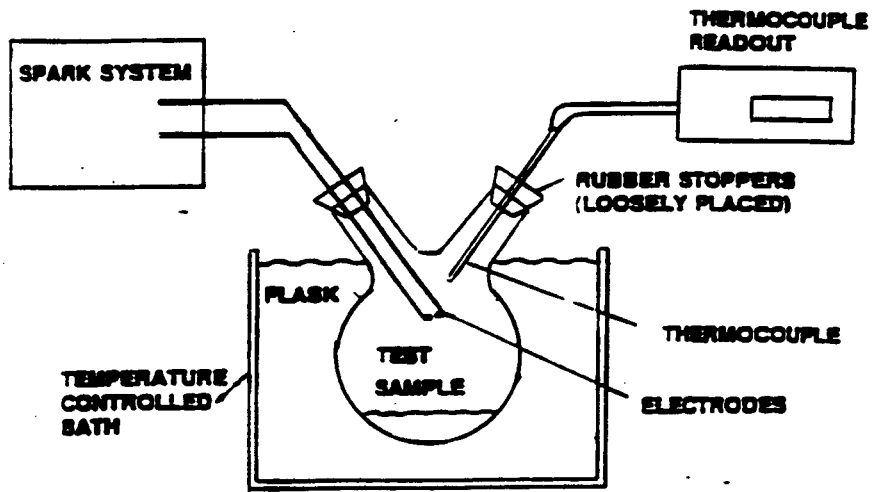 THERMOCOUPLE
READOUT
SPARK SYSTEM
RUBBER STOPPERS
(LOOSELY PLACED)
FLASK
THERMOCOUPLE
TEST
SAMPLE
TEMPERATURE
CONTROLLED
BATH
ELECTRODES